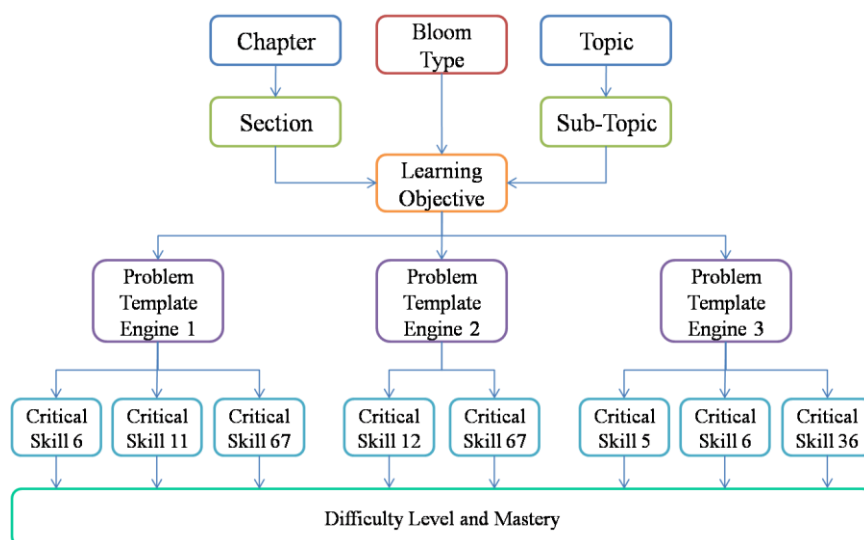 Chapter
Bloom
Type
Topic
Section
Sub-Topic
Learning
Objective
Problem
Template
Engine 1
Problem
Template
Engine 2
Problem
Template
Engine 3
Critical
Skill 6
Critical
Skill 11
Critical
Skill 67
Critical
Skill 12
Critical
Skill 67
Critical
Skill 5
Critical
Skill 6
Critical
Skill 36
Difficulty Level and Mastery